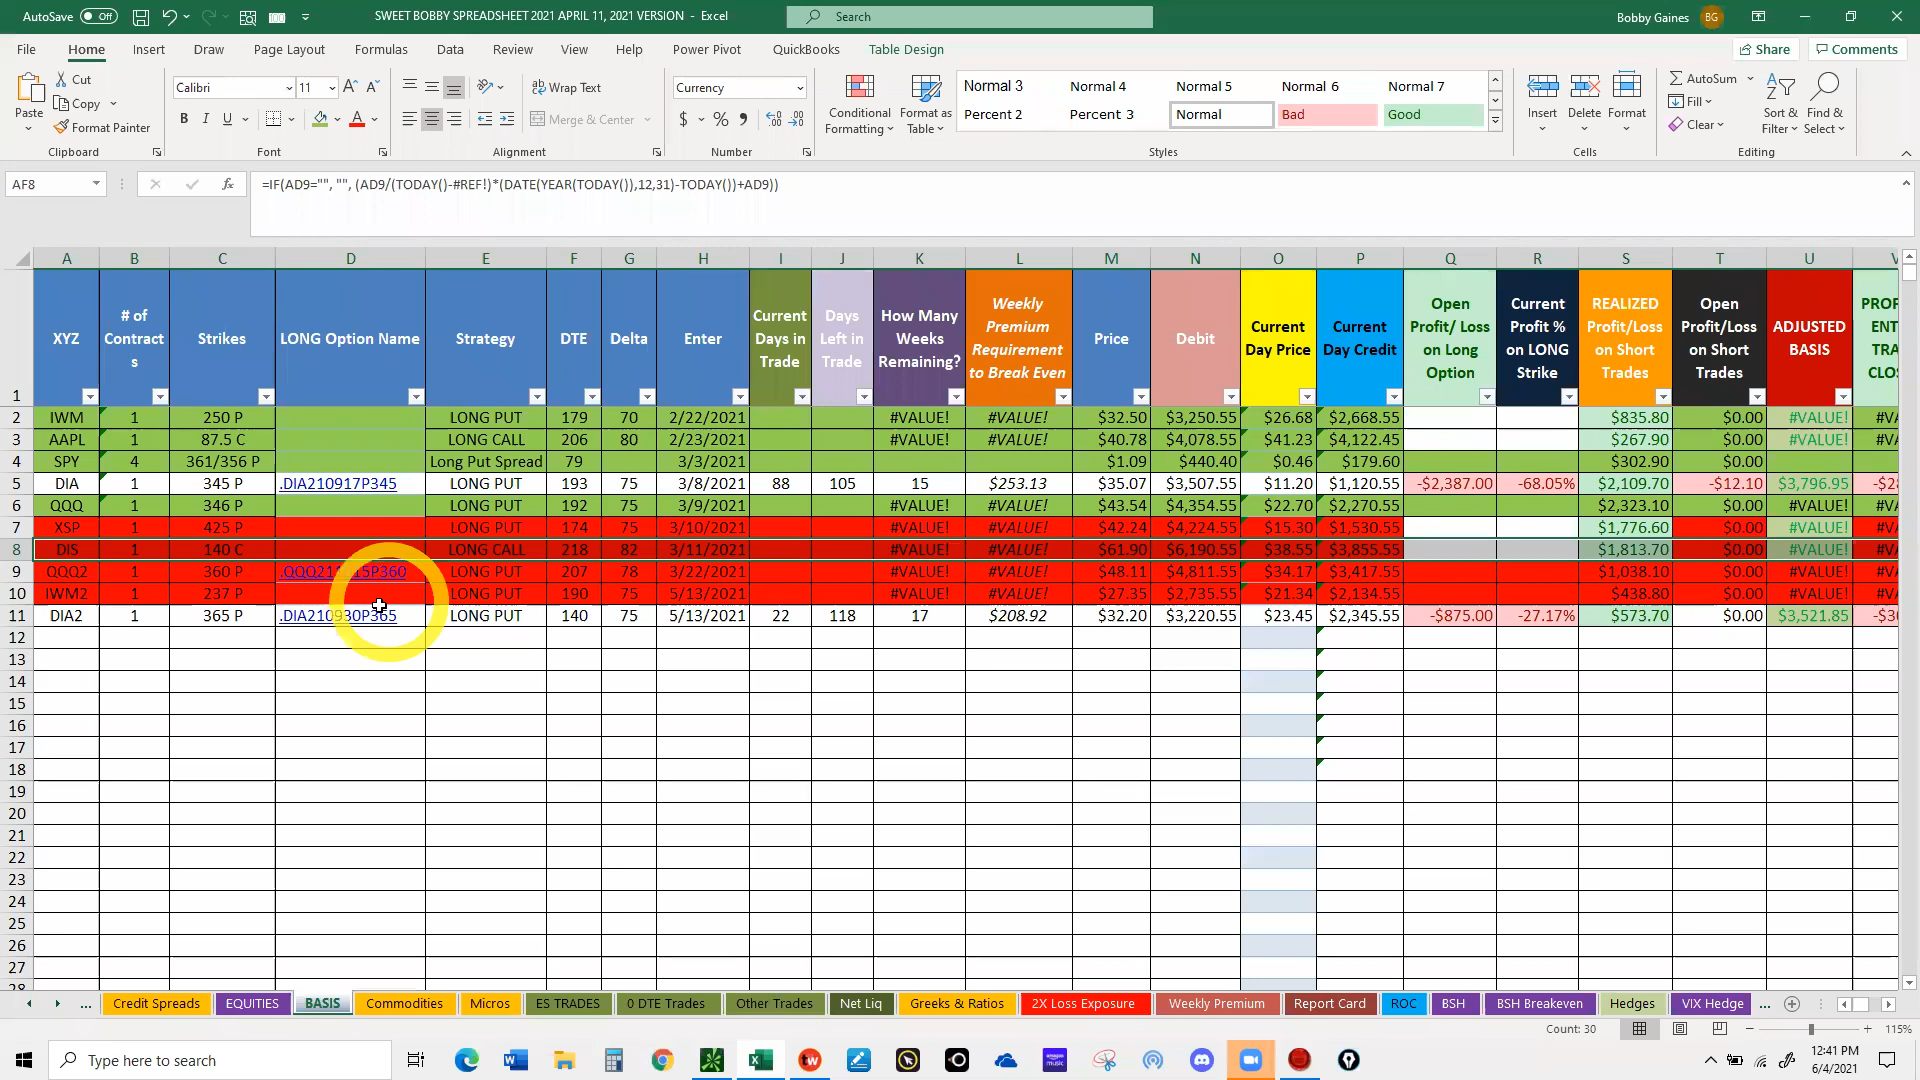 AutoSave Off SWEET BOBBY SPREADSHEET 2021 APRIL 11, 2021 VERSION - Excel Search Bobby Gaines BG
File Home Insert Draw Page Layout Formulas Data Review View Help Power Pivot QuickBooks Table Design Share Comments
Paste Cut Copy Format Painter Calibri 11 Wrap Text Merge & Center Currency Conditional Formatting Format as Table Normal 3 Normal 4 Normal 5 Normal 6 Normal 7 Insert Delete Format AutoSum Fill Clear Sort & Filter Find & Select
Percent 2 Percent 3 Normal Bad Good
Clipboard Font Alignment Number Styles Cells Editing
AF8 =IF(AD9="", "", (AD9/(TODAY()-#REF!)*(DATE(YEAR(TODAY()),12,31)-TODAY())+AD9))
A B C D E F G H I J K L M N O P Q R S T U V
1 XYZ # of Contracts Strikes LONG Option Name Strategy DTE Delta Enter Current Days in Trade Days Left in Trade How Many Weeks Remaining? Weekly Premium Requirement to Break Even Price Debit Current Day Price Current Day Credit Open Profit/ Loss on Long Option Current Profit % on LONG Strike REALIZED Profit/Loss on Short Trades Open Profit/Loss on Short Trades ADJUSTED BASIS
2 IWM 1 250 P LONG PUT 179 70 2/22/2021 #VALUE! #VALUE! $32.50 $3,250.55 $26.68 $2,668.55 $835.80 $0.00 #VALUE! #VA
3 AAPL 1 87.5 C LONG CALL 206 80 2/23/2021 #VALUE! #VALUE! $40.78 $4,078.55 $41.23 $4,122.45 $267.90 $0.00 #VALUE! #VA
4 SPY 4 361/356 P Long Put Spread 79 3/3/2021 $1.09 $440.40 $0.46 $179.60 $302.90 $0.00
5 DIA 1 345 P .DIA210917P345 LONG PUT 193 75 3/8/2021 88 105 15 $253.13 $35.07 $3,507.55 $11.20 $1,120.55 -$2,387.00 -68.05% $2,109.70 -$12.10 $3,796.95 -$28
6 QQQ 1 346 P LONG PUT 192 75 3/9/2021 #VALUE! #VALUE! $43.54 $4,354.55 $22.70 $2,270.55 $2,323.10 $0.00 #VALUE! #VA
7 XSP 1 425 P LONG PUT 174 75 3/10/2021 #VALUE! #VALUE! $42.24 $4,224.55 $15.30 $1,530.55 $1,776.60 $0.00 #VALUE! #VA
8 DIS 1 140 C LONG CALL 218 82 3/11/2021 #VALUE! #VALUE! $61.90 $6,190.55 $38.55 $3,855.55 $1,813.70 $0.00 #VALUE! #VA
9 QQQ2 1 360 P LONG PUT 207 78 3/22/2021 #VALUE! #VALUE! $48.11 $4,811.55 $34.17 $3,417.55 $1,038.10 $0.00 #VALUE! #VA
10 IWM2 1 237 P LONG PUT 190 75 5/13/2021 #VALUE! #VALUE! $27.35 $2,735.55 $21.34 $2,134.55 $438.80 $0.00 #VALUE! #VA
11 DIA2 1 365 P .DIA210930P365 LONG PUT 140 75 5/13/2021 22 118 17 $208.92 $32.20 $3,220.55 $23.45 $2,345.55 -$875.00 -27.17% $573.70 $0.00 $3,521.85
12
13
14
15
16
17
18
19
20
21
22
23
24
25
26
27
28
... Credit Spreads EQUITIES BASIS Commodities Micros ES TRADES 0 DTE Trades Other Trades Net Liq Greeks & Ratios 2X Loss Exposure Weekly Premium Report Card ROC BSH BSH Breakeven Hedges VIX Hedge ...
Count: 30 115%
Type here to search 12:41 PM
6/4/2021